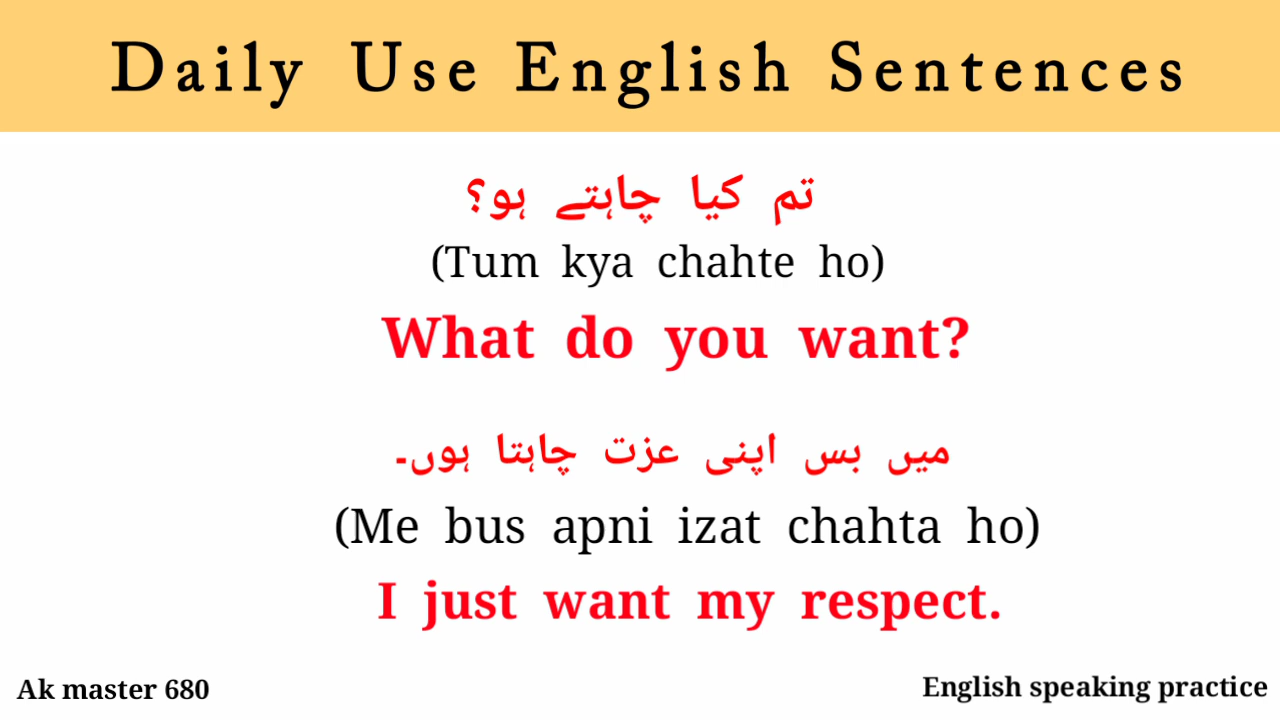 Daily Use English Sentences
تم کیا چاہتے ہو؟
(Tum kya chahte ho)
What do you want?
میں بس اپنی عزت چاہتا ہوں۔
(Me bus apni izat chahta ho)
I just want my respect.
Ak master 680
English speaking practice